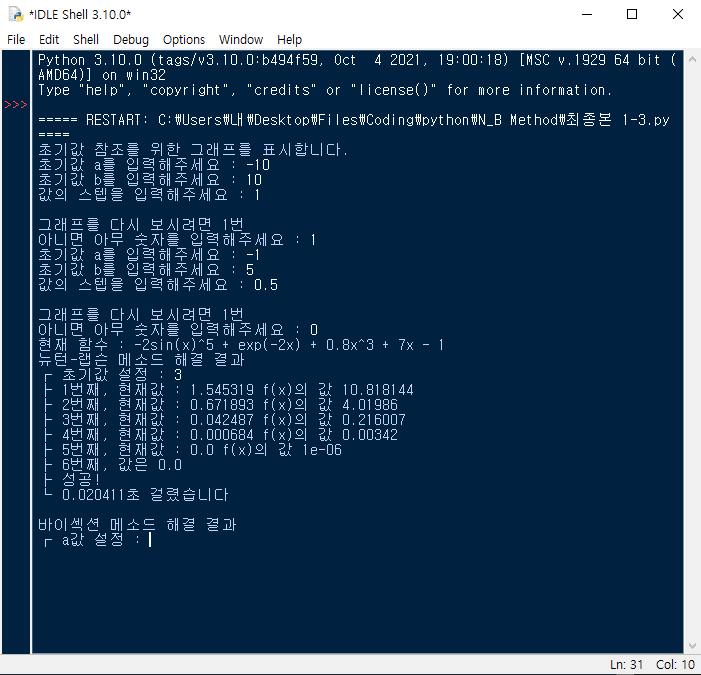 *IDLE Shell 3.10.0*
File Edit Shell Debug Options Window Help
Python 3.10.0 (tags/v3.10.0:b494f59, Oct  4 2021, 19:00:18) [MSC v.1929 64 bit (
AMD64)] on win32
Type "help", "copyright", "credits" or "license()" for more information.
>>>
===== RESTART: C:₩Users₩내₩Desktop₩Files₩Coding₩python₩N_B Method₩최종본 1-3.py
====
초기값 참조를 위한 그래프를 표시합니다.
초기값 a를 입력해주세요 : -10
초기값 b를 입력해주세요 : 10
값의 스텝을 입력해주세요 : 1
그래프를 다시 보시려면 1번
아니면 아무 숫자를 입력해주세요 : 1
초기값 a를 입력해주세요 : -1
초기값 b를 입력해주세요 : 5
값의 스텝을 입력해주세요 : 0.5
그래프를 다시 보시려면 1번
아니면 아무 숫자를 입력해주세요 : 0
현재 함수 : -2sin(x)^5 + exp(-2x) + 0.8x^3 + 7x - 1
뉴턴-랩슨 메소드 해결 결과
┌ 초기값 설정 : 3
├ 1번째, 현재값 : 1.545319 f(x)의 값 10.818144
├ 2번째, 현재값 : 0.671893 f(x)의 값 4.01986
├ 3번째, 현재값 : 0.042487 f(x)의 값 0.216007
├ 4번째, 현재값 : 0.000684 f(x)의 값 0.00342
├ 5번째, 현재값 : 0.0 f(x)의 값 1e-06
├ 6번째, 값은 0.0
├ 성공!
└ 0.020411초 걸렸습니다
바이섹션 메소드 해결 결과
┌ a값 설정 :
Ln: 31 Col: 10